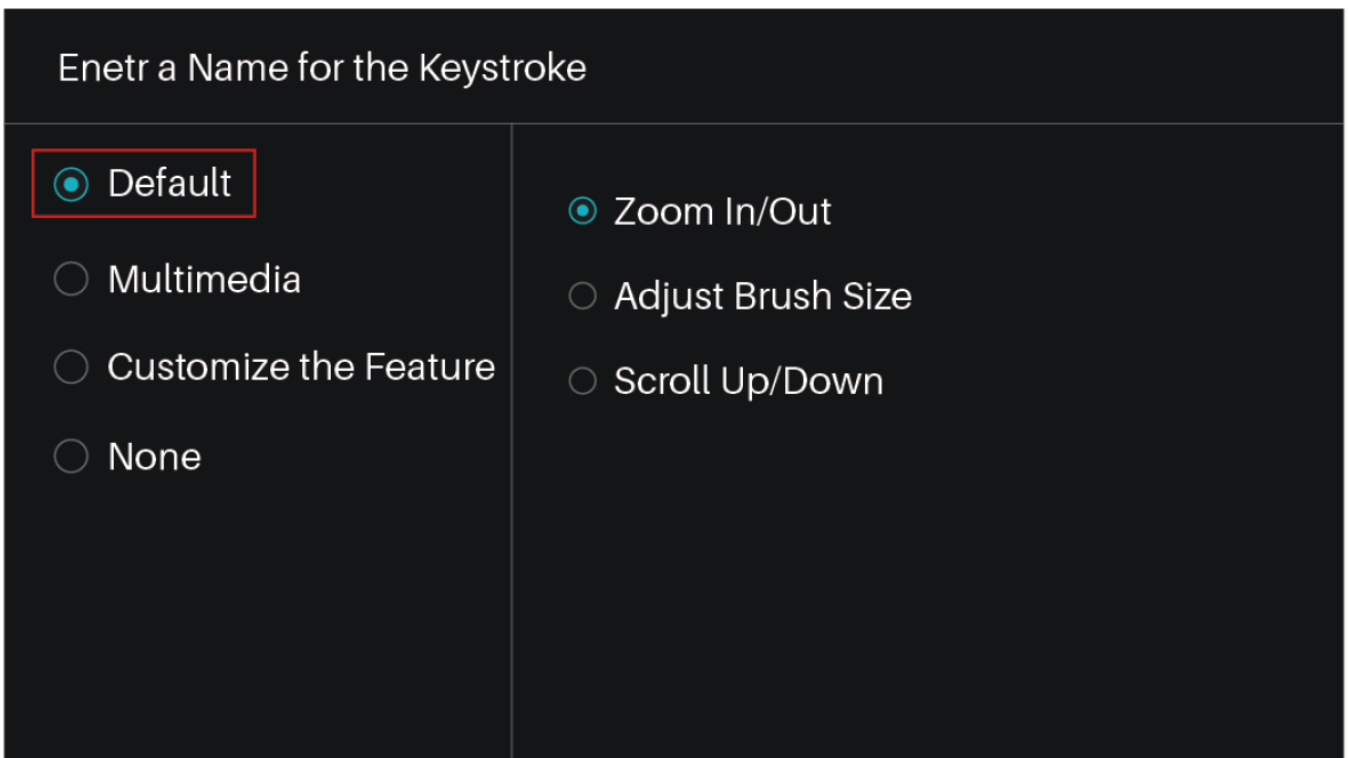 Enetr a Name for the Keystroke
Default
Multimedia
Customize the Feature
None
Zoom In/Out
Adjust Brush Size
Scroll Up/Down